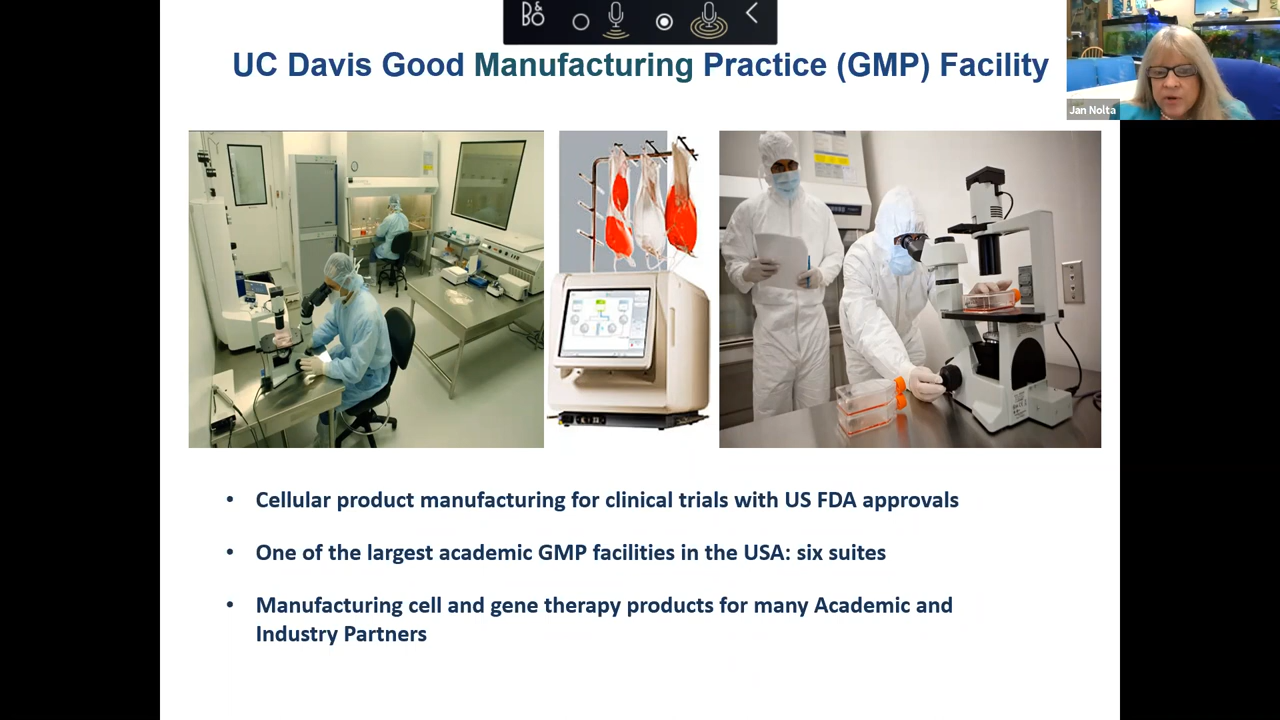 B&O
UC Davis Good Manufacturing Practice (GMP) Facility
Jan Nolta
• Cellular product manufacturing for clinical trials with US FDA approvals
• One of the largest academic GMP facilities in the USA: six suites
• Manufacturing cell and gene therapy products for many Academic and
Industry Partners